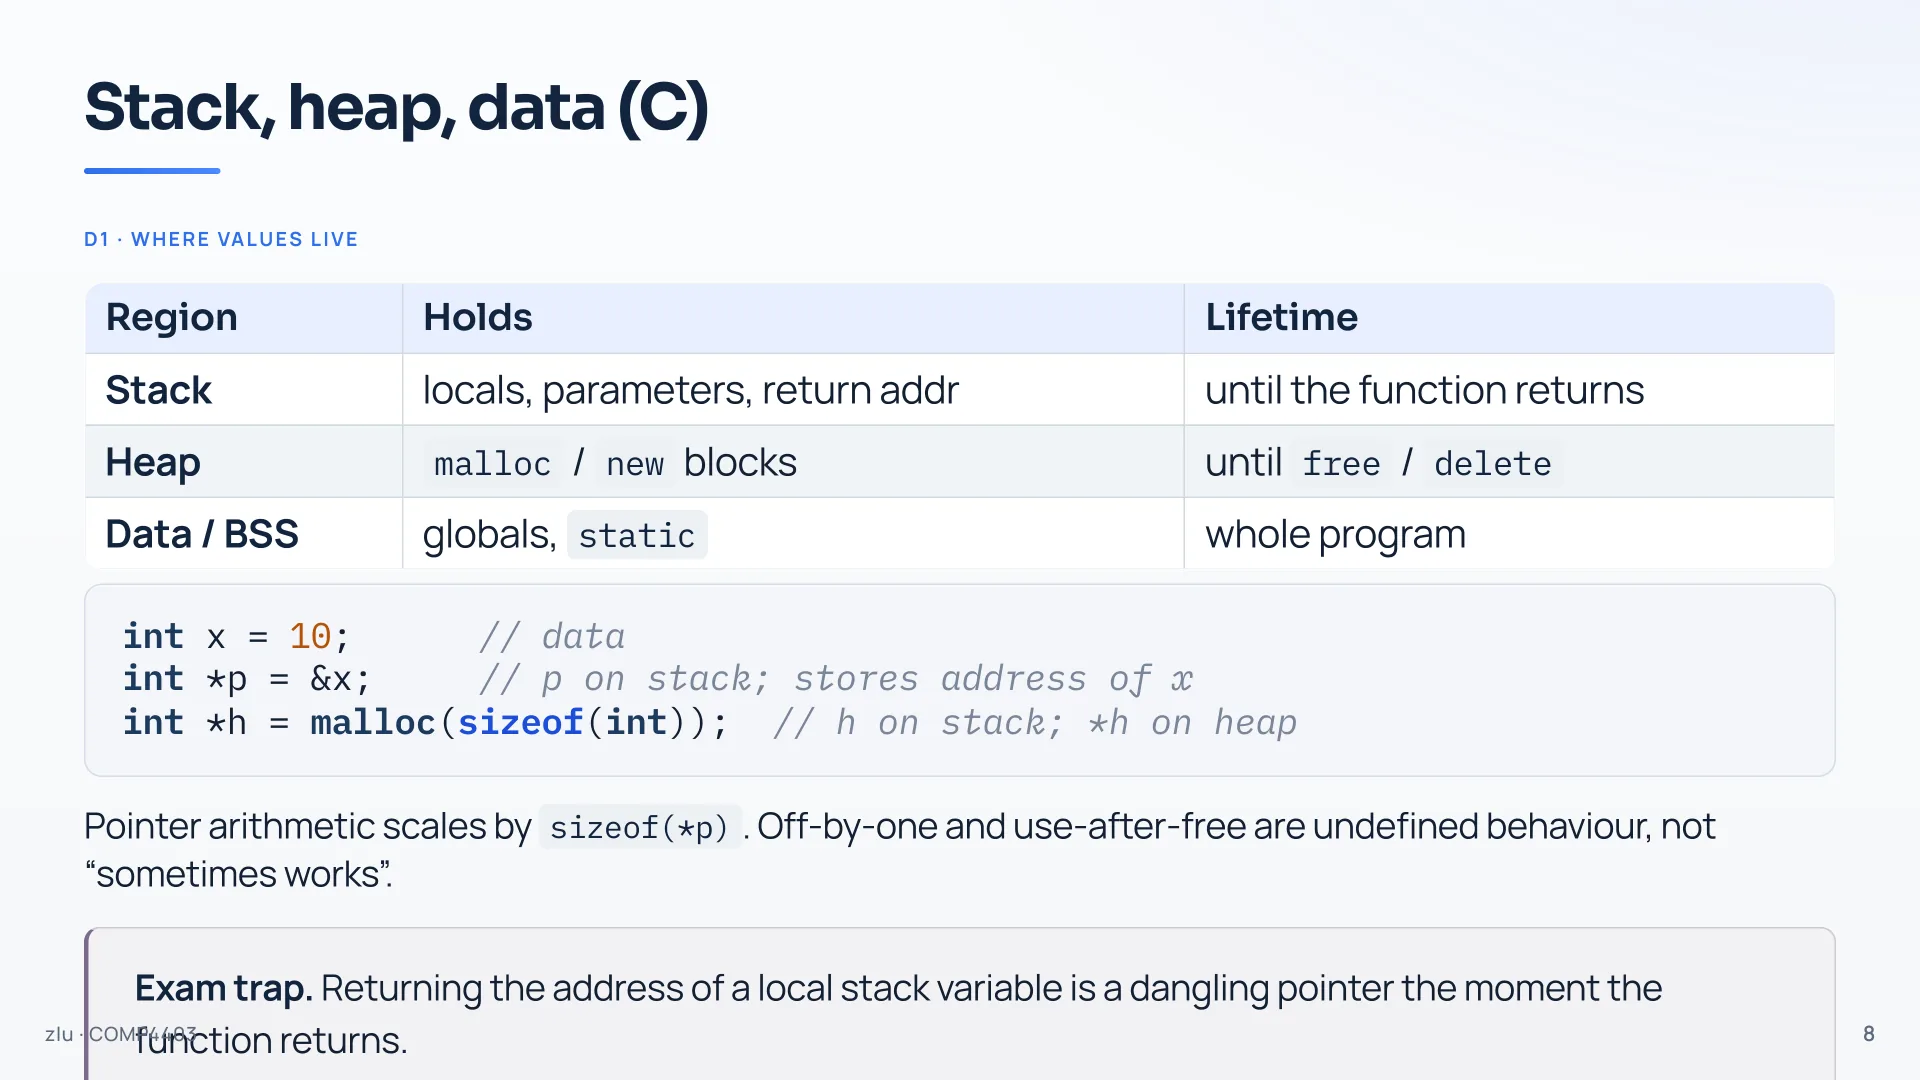 Stack, heap, data (C)
D1 · WHERE VALUES LIVE
Region Holds Lifetime
Stack locals, parameters, return addr until the function returns
Heap malloc / new blocks until free / delete
Data / BSS globals, static whole program
int x = 10; // data
int *p = &x; // p on stack; stores address of x
int *h = malloc(sizeof(int)); // h on stack; *h on heap
Pointer arithmetic scales by sizeof(*p). Off-by-one and use-after-free are undefined behaviour, not
“sometimes works”.
Exam trap. Returning the address of a local stack variable is a dangling pointer the moment the
function returns.
zlu · COMP4403
8